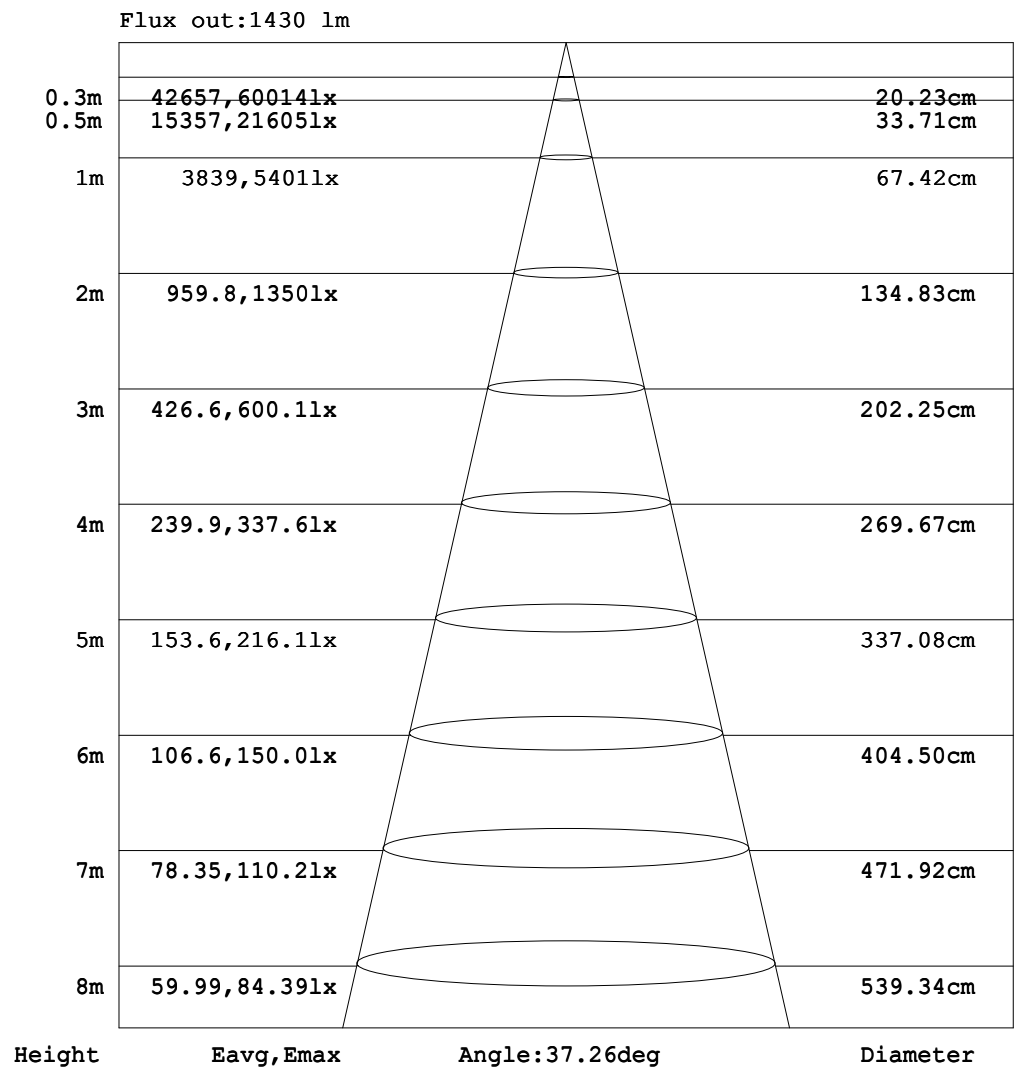 Flux out:1430 lm
0.3m 42657,60014lx 20.23cm
0.5m 15357,21605lx 33.71cm
1m 3839,5401lx 67.42cm
2m 959.8,1350lx 134.83cm
3m 426.6,600.1lx 202.25cm
4m 239.9,337.6lx 269.67cm
5m 153.6,216.1lx 337.08cm
6m 106.6,150.0lx 404.50cm
7m 78.35,110.2lx 471.92cm
8m 59.99,84.39lx 539.34cm
Height Eavg,Emax Angle:37.26deg Diameter